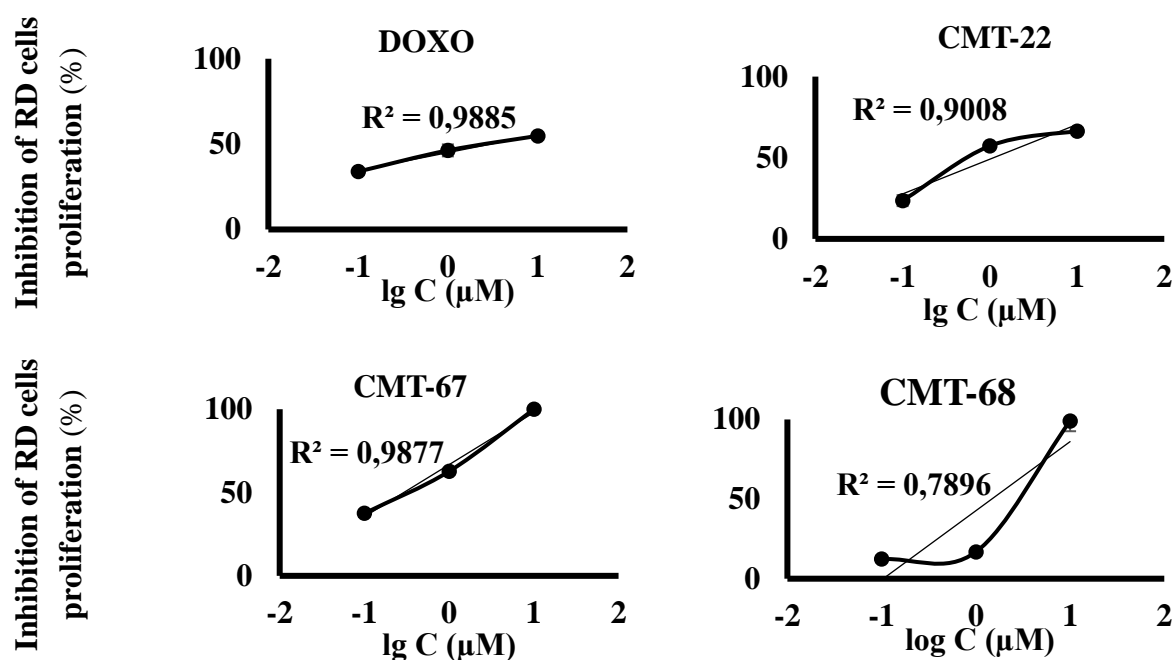 Inhibition of RD cells
proliferation (%)
DOXO
100
50
0
R² = 0,9885
-2 -1 0 1 2
lg C (µM)
CMT-22
100
50
0
R² = 0,9008
-2 -1 0 1 2
lg C (µM)
Inhibition of RD cells
proliferation (%)
CMT-67
100
50
0
R² = 0,9877
-2 -1 0 1 2
lg C (µM)
CMT-68
100
50
0
R² = 0,7896
-2 -1 0 1 2
log C (µM)